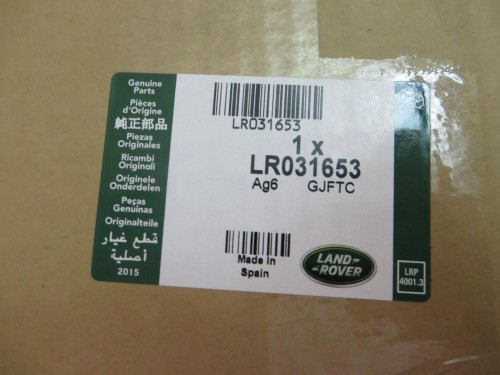 Genuine
Parts
Pièces
d'Origine
純正部品
Piezas
Originales
Ricambi
Originali
Originele
Onderdelen
Peças
Genuinas
Originalteile
قطع غيار
أصلية
2015
LR031653
1 x
LR031653
Ag6 GJFTC
Made in
Spain
LAND
ROVER
LRP
4001.3